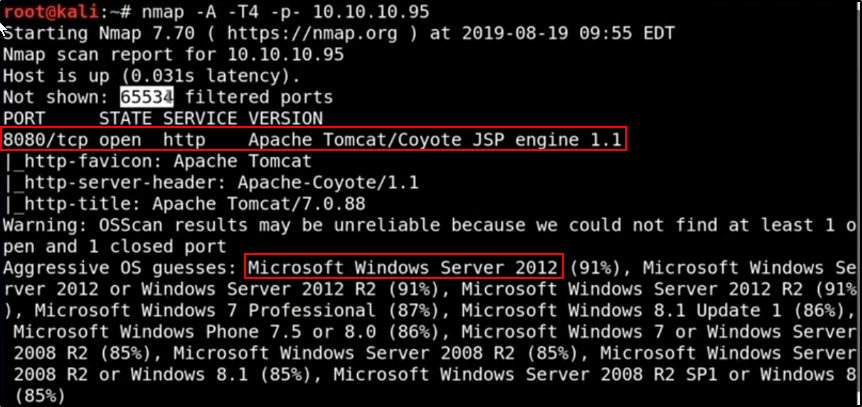 root@kali:~# nmap -A -T4 -p- 10.10.10.95
Starting Nmap 7.70 ( https://nmap.org ) at 2019-08-19 09:55 EDT
Nmap scan report for 10.10.10.95
Host is up (0.031s latency).
Not shown: 65534 filtered ports
PORT     STATE SERVICE VERSION
8080/tcp open  http    Apache Tomcat/Coyote JSP engine 1.1
|_http-favicon: Apache Tomcat
|_http-server-header: Apache-Coyote/1.1
|_http-title: Apache Tomcat/7.0.88
Warning: OSScan results may be unreliable because we could not find at least 1 o
pen and 1 closed port
Aggressive OS guesses: Microsoft Windows Server 2012 (91%), Microsoft Windows Se
rver 2012 or Windows Server 2012 R2 (91%), Microsoft Windows Server 2012 R2 (91%
), Microsoft Windows 7 Professional (87%), Microsoft Windows 8.1 Update 1 (86%),
 Microsoft Windows Phone 7.5 or 8.0 (86%), Microsoft Windows 7 or Windows Server
 2008 R2 (85%), Microsoft Windows Server 2008 R2 (85%), Microsoft Windows Server
 2008 R2 or Windows 8.1 (85%), Microsoft Windows Server 2008 R2 SP1 or Windows 8
 (85%)